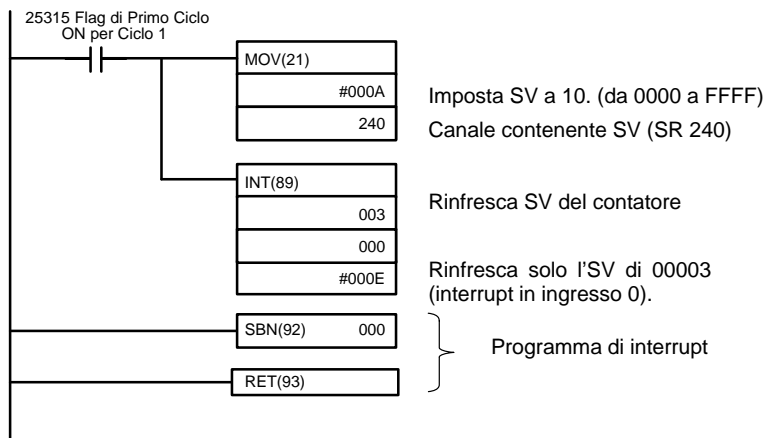 25315 Flag di Primo Ciclo
ON per Ciclo 1
MOV(21)
#000A
Imposta SV a 10. (da 0000 a FFFF)
240
Canale contenente SV (SR 240)
INT(89)
Rinfresca SV del contatore
003
000
#000E
Rinfresca solo l'SV di 00003
(interrupt in ingresso 0).
SBN(92) 000
Programma di interrupt
RET(93)